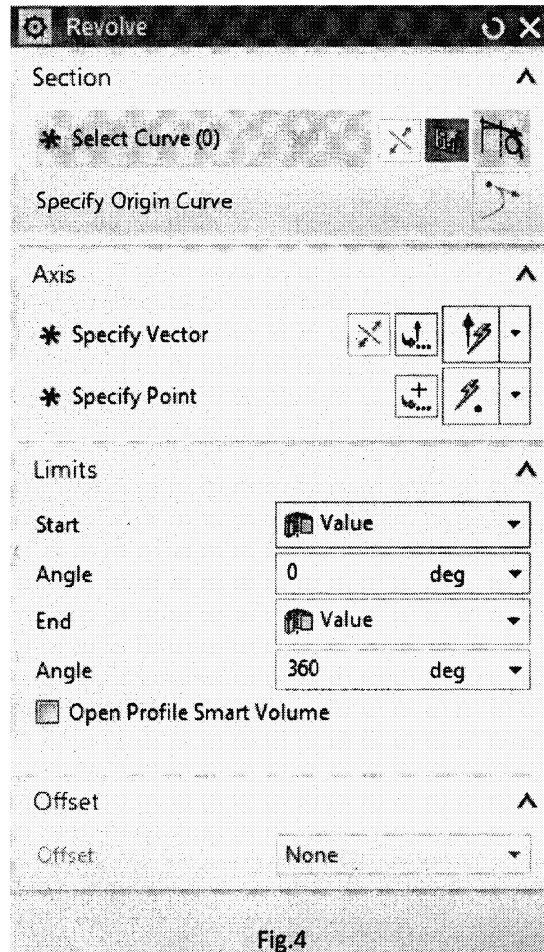 Revolve
Section
* Select Curve (0)
Specify Origin Curve
Axis
* Specify Vector
* Specify Point
Limits
Start Value
Angle 0 deg
End Value
Angle 360 deg
Open Profile Smart Volume
Offset
Offset None
Fig.4